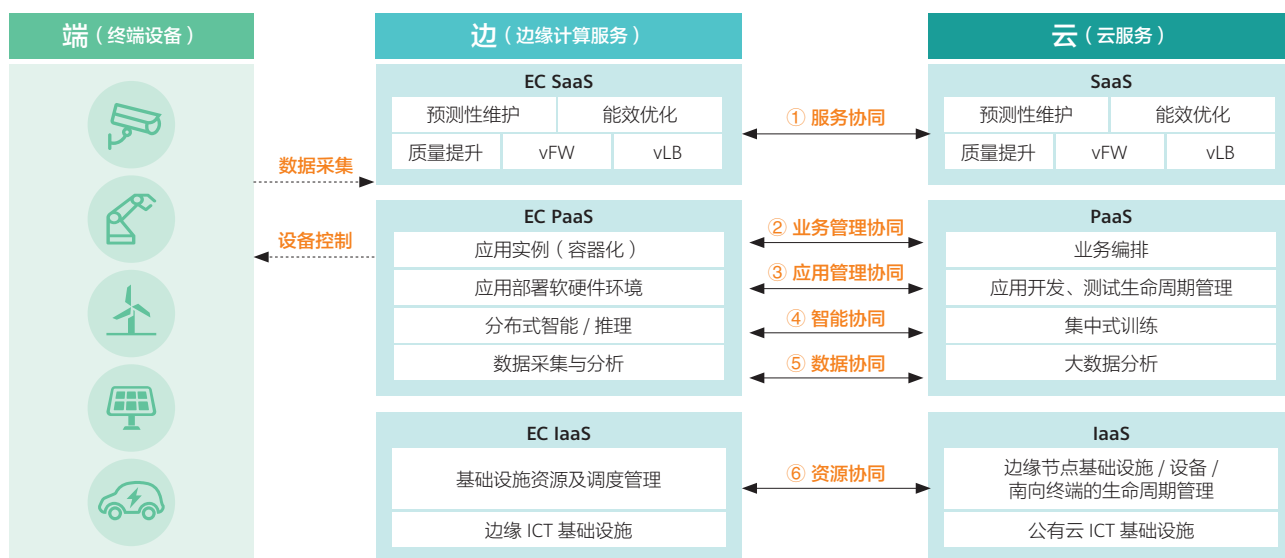 端（终端设备）
数据采集
设备控制
边（边缘计算服务）
EC SaaS
预测性维护
能效优化
质量提升
vFW
vLB
EC PaaS
应用实例（容器化）
应用部署软硬件环境
分布式智能 / 推理
数据采集与分析
EC IaaS
基础设施资源及调度管理
边缘 ICT 基础设施
① 服务协同
② 业务管理协同
③ 应用管理协同
④ 智能协同
⑤ 数据协同
⑥ 资源协同
云（云服务）
SaaS
预测性维护
能效优化
质量提升
vFW
vLB
PaaS
业务编排
应用开发、测试生命周期管理
集中式训练
大数据分析
IaaS
边缘节点基础设施 / 设备 /
南向终端的生命周期管理
公有云 ICT 基础设施